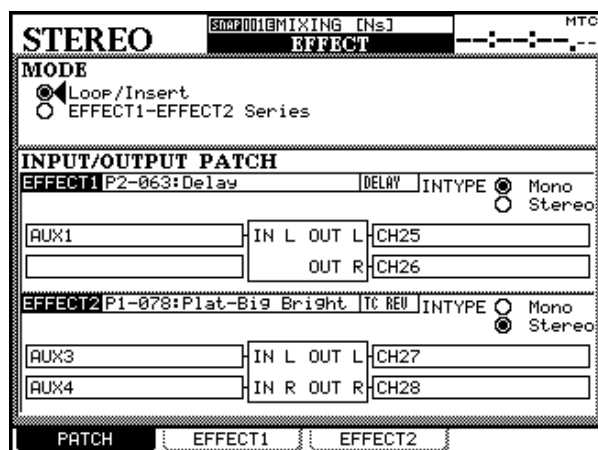 STEREO SNAP001 MIXING [Ns] MTC
EFFECT --:--:--.--
MODE
Loop/Insert
EFFECT1-EFFECT2 Series
INPUT/OUTPUT PATCH
EFFECT1 P2-063:Delay DELAY INTYPE Mono
Stereo
AUX1 IN L OUT L CH25
OUT R CH26
EFFECT2 P1-078:Plat-Big Bright TC REV INTYPE Mono
Stereo
AUX3 IN L OUT L CH27
AUX4 IN R OUT R CH28
PATCH EFFECT1 EFFECT2